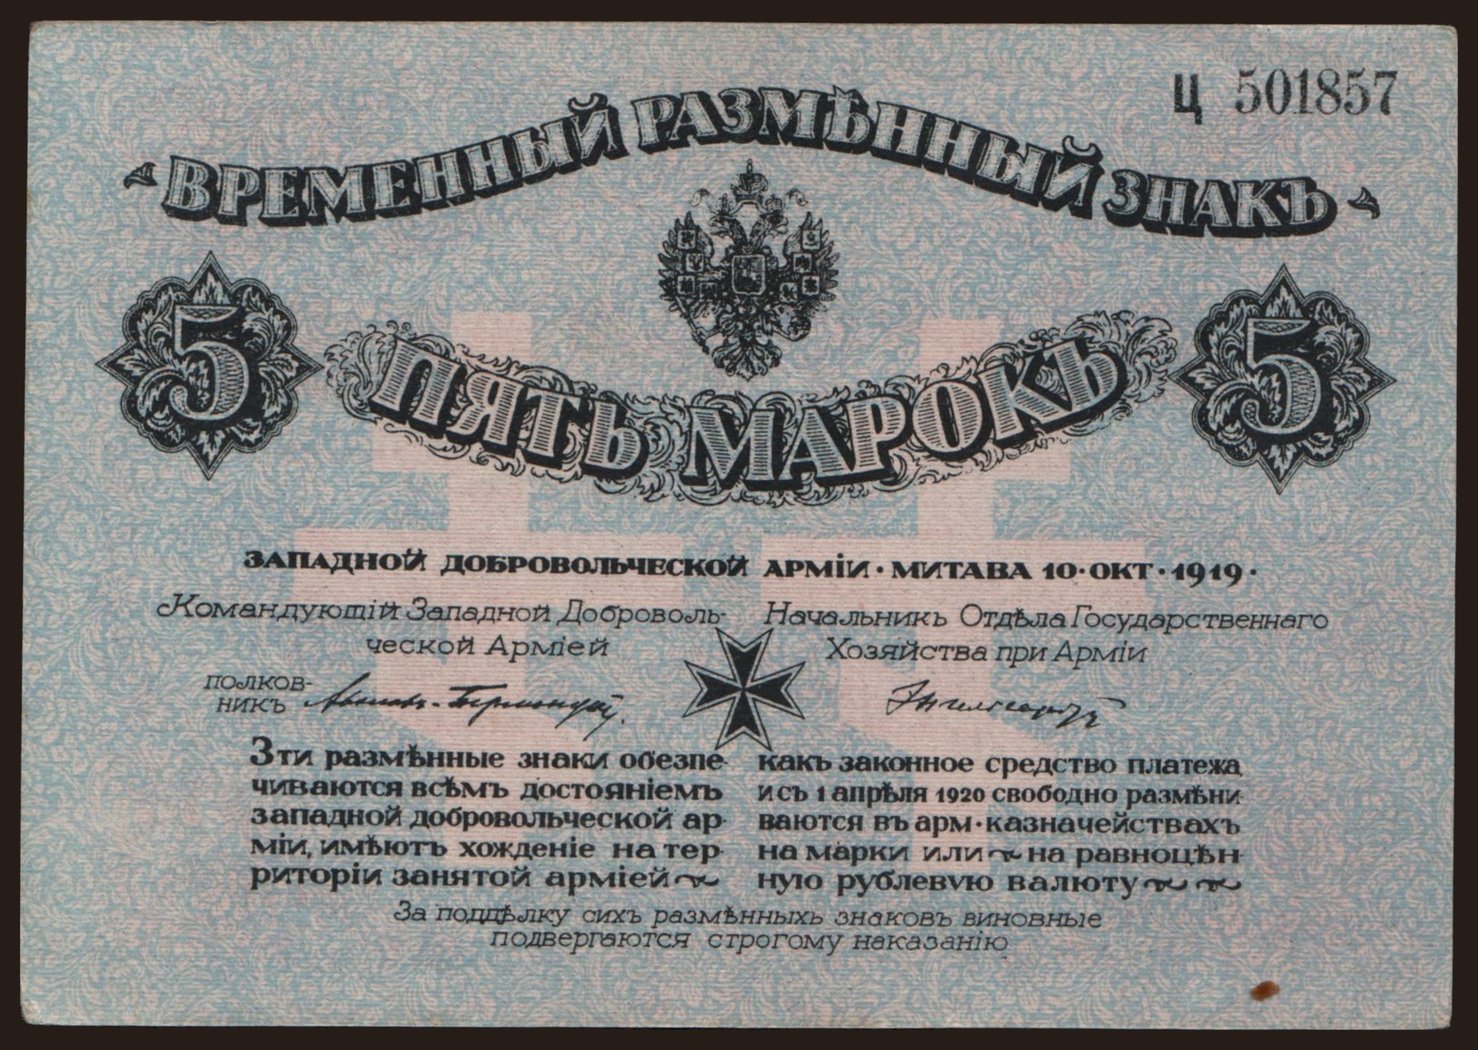 Ц 501857
ВРЕМЕННЫЙ РАЗМѢННЫЙ ЗНАКЪ
5 ПЯТЬ МАРОКЪ 5
ЗАПАДНОЙ ДОБРОВОЛЬЧЕСКОЙ АРМІИ · МИТАВА 10 · ОКТ · 1919 ·
Командующій Западной Доброволь-
ческой Арміей
полков-
никъ Авалов-Бермондт.
Начальникъ Отдѣла Государственнаго
Хозяйства при Арміи
Эти размѣнные знаки обезпе-
чиваются всѣмъ достояніемъ
западной добровольческой ар-
міи, имѣютъ хожденіе на тер-
риторіи занятой арміей
какъ законное средство платежа
и съ 1 апрѣля 1920 свободно размѣни-
ваются въ арм · казначействахъ
на марки или на равноцѣн-
ную рублевую валюту
За поддѣлку сихъ размѣнныхъ знаковъ виновные
подвергаются строгому наказанію